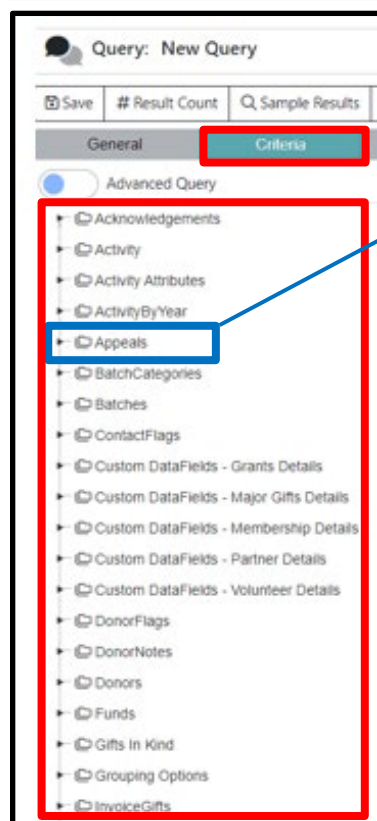 Query: New Query
Save # Result Count Sample Results
General Criteria
Advanced Query
Acknowledgements
Activity
Activity Attributes
ActivityByYear
Appeals
BatchCategories
Batches
ContactFlags
Custom DataFields - Grants Details
Custom DataFields - Major Gifts Details
Custom DataFields - Membership Details
Custom DataFields - Partner Details
Custom DataFields - Volunteer Details
DonorFlags
DonorNotes
Donors
Funds
Gifts In Kind
Grouping Options
InvoiceGifts